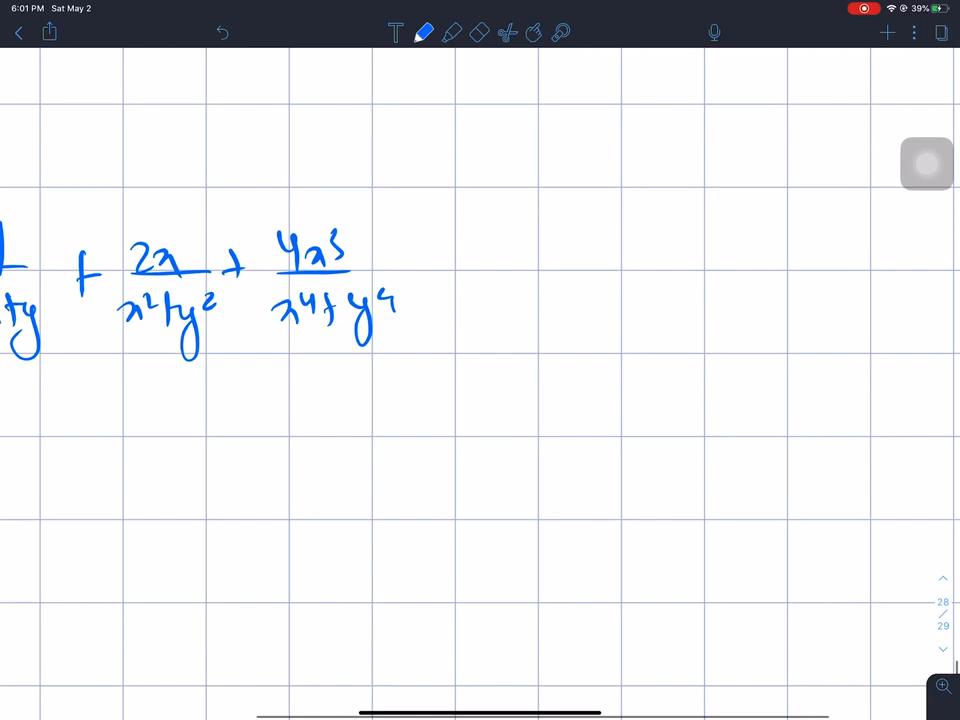 6:01 PM Sat May 2 39%
T
+ 2x/x²+y² + 4x³/x⁴+y⁴
+y
28
/
29